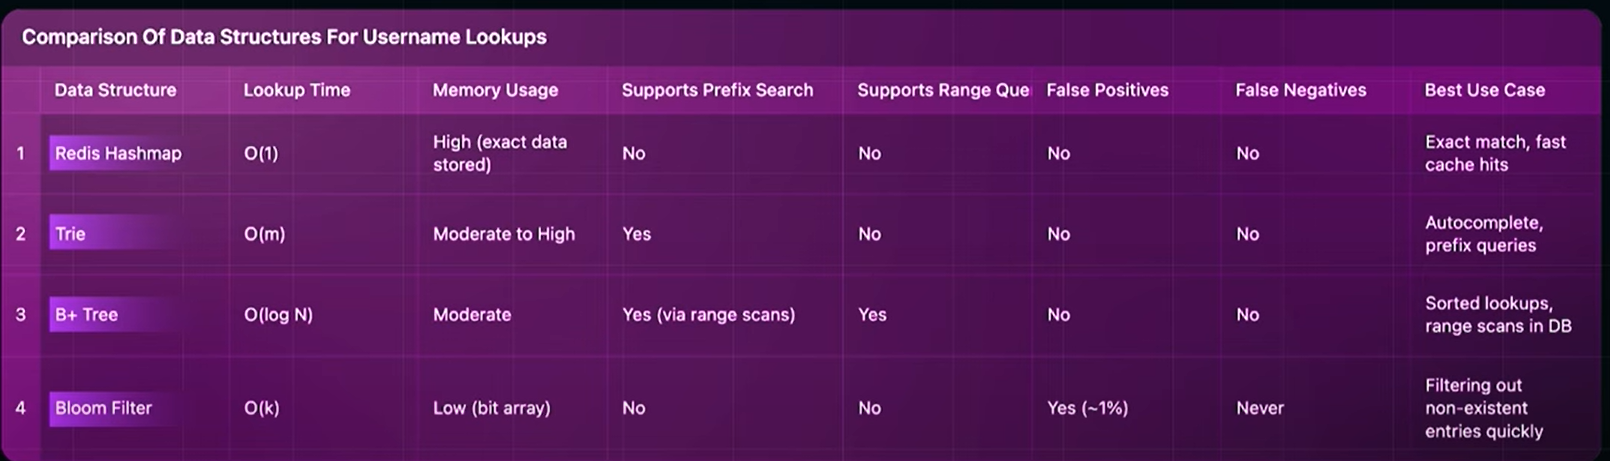 Comparison Of Data Structures For Username Lookups
Data Structure Lookup Time Memory Usage Supports Prefix Search Supports Range Que False Positives False Negatives Best Use Case
1 Redis Hashmap O(1) High (exact data stored) No No No No Exact match, fast cache hits
2 Trie O(m) Moderate to High Yes No No No Autocomplete, prefix queries
3 B+ Tree O(log N) Moderate Yes (via range scans) Yes No No Sorted lookups, range scans in DB
4 Bloom Filter O(k) Low (bit array) No No Yes (~1%) Never Filtering out non-existent entries quickly